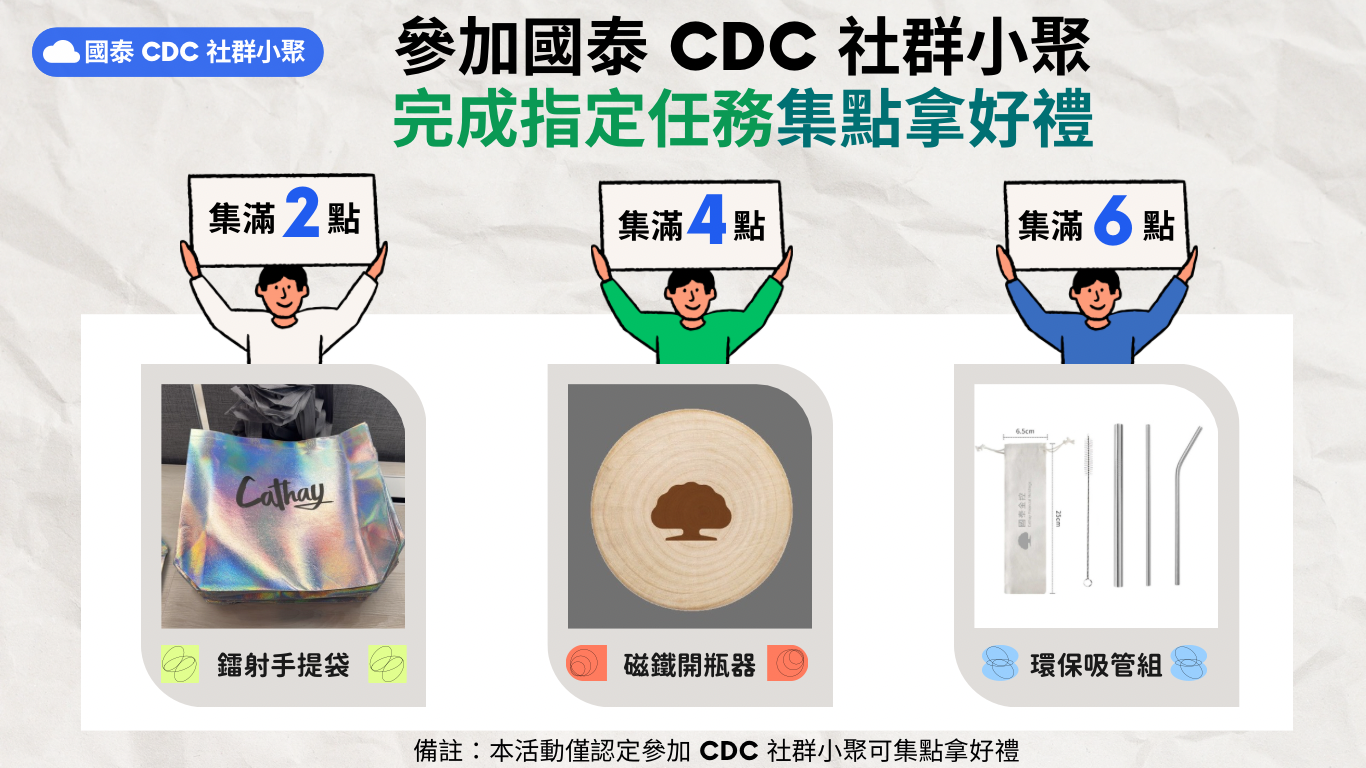 國泰 CDC 社群小聚
參加國泰 CDC 社群小聚
完成指定任務集點拿好禮
集滿 2 點
集滿 4 點
集滿 6 點
Cathay
6.5cm
25cm
國泰金控
鐳射手提袋
磁鐵開瓶器
環保吸管組
備註：本活動僅認定參加 CDC 社群小聚可集點拿好禮